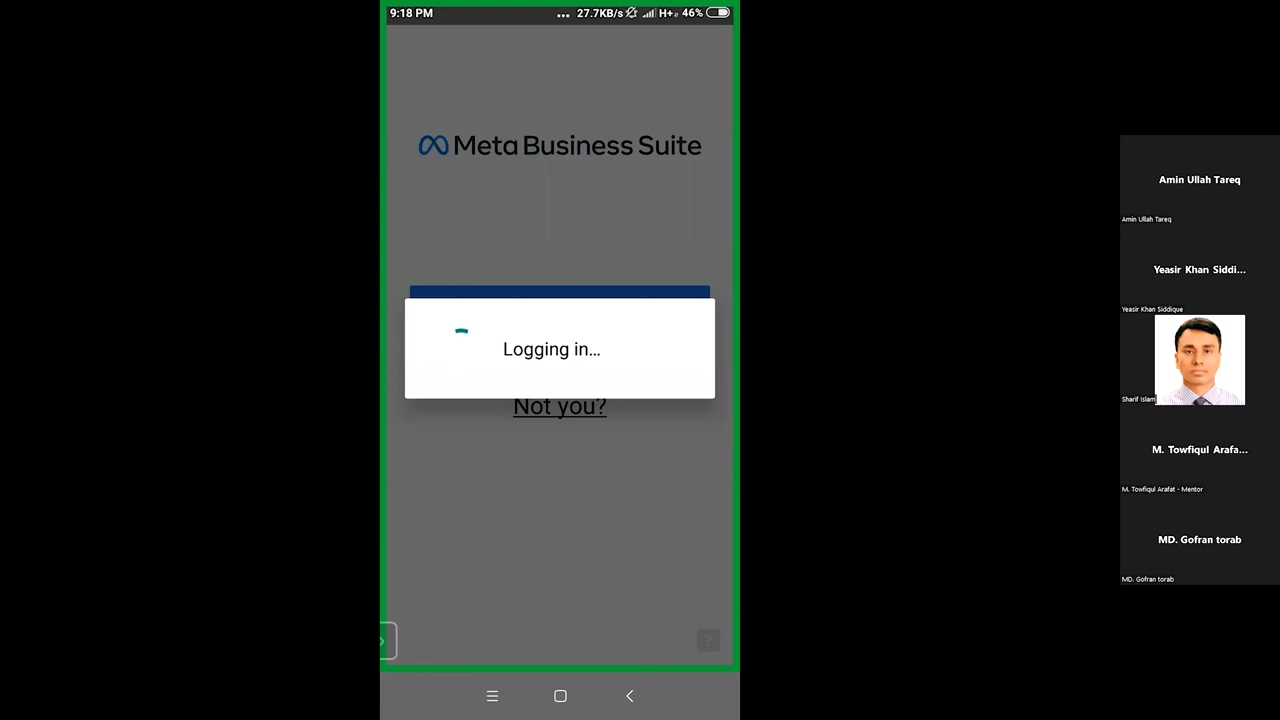 9:18 PM ... 27.7KB/s H+ 46%
Meta Business Suite
Logging in...
Not you?
?
Amin Ullah Tareq
Amin Ullah Tareq
Yeasir Khan Siddi...
Yeasir Khan Siddique
Sharif Islam
M. Towfiqul Arafa...
M. Towfiqul Arafat - Mentor
MD. Gofran torab
MD. Gofran torab